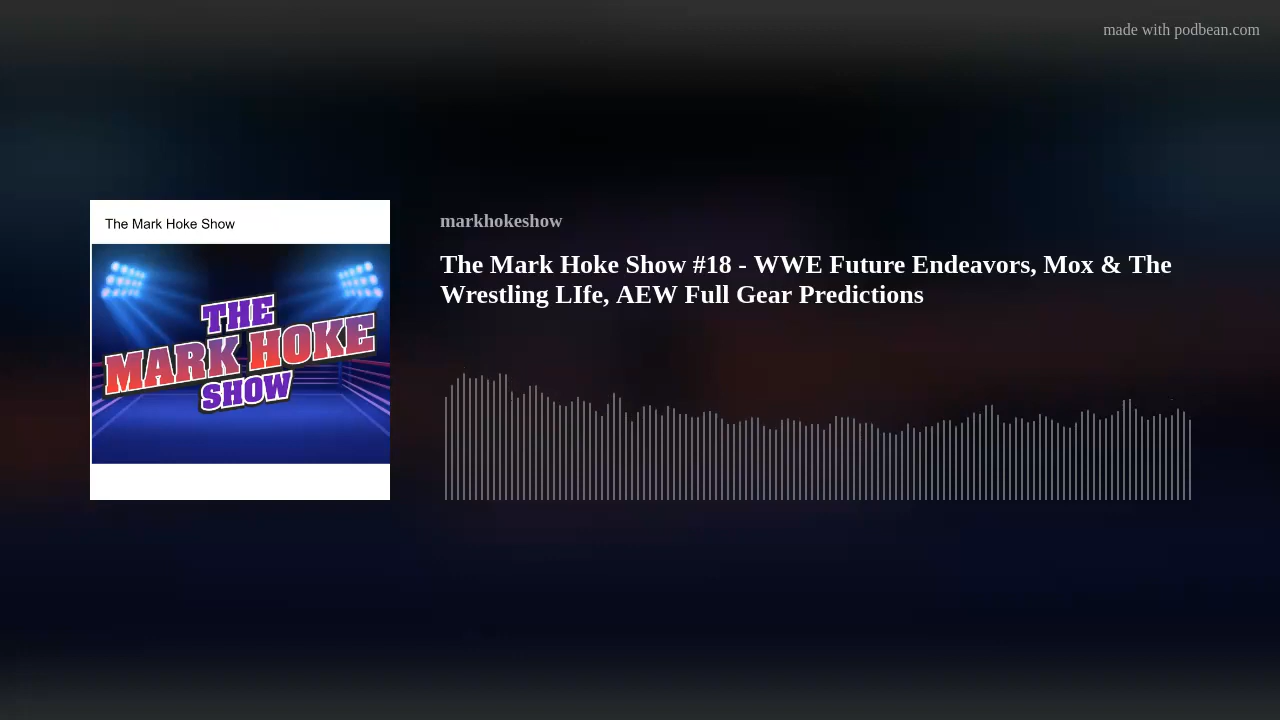 made with podbean.com
The Mark Hoke Show
THE
MARK HOKE
SHOW
markhokeshow
The Mark Hoke Show #18 - WWE Future Endeavors, Mox & The
Wrestling LIfe, AEW Full Gear Predictions